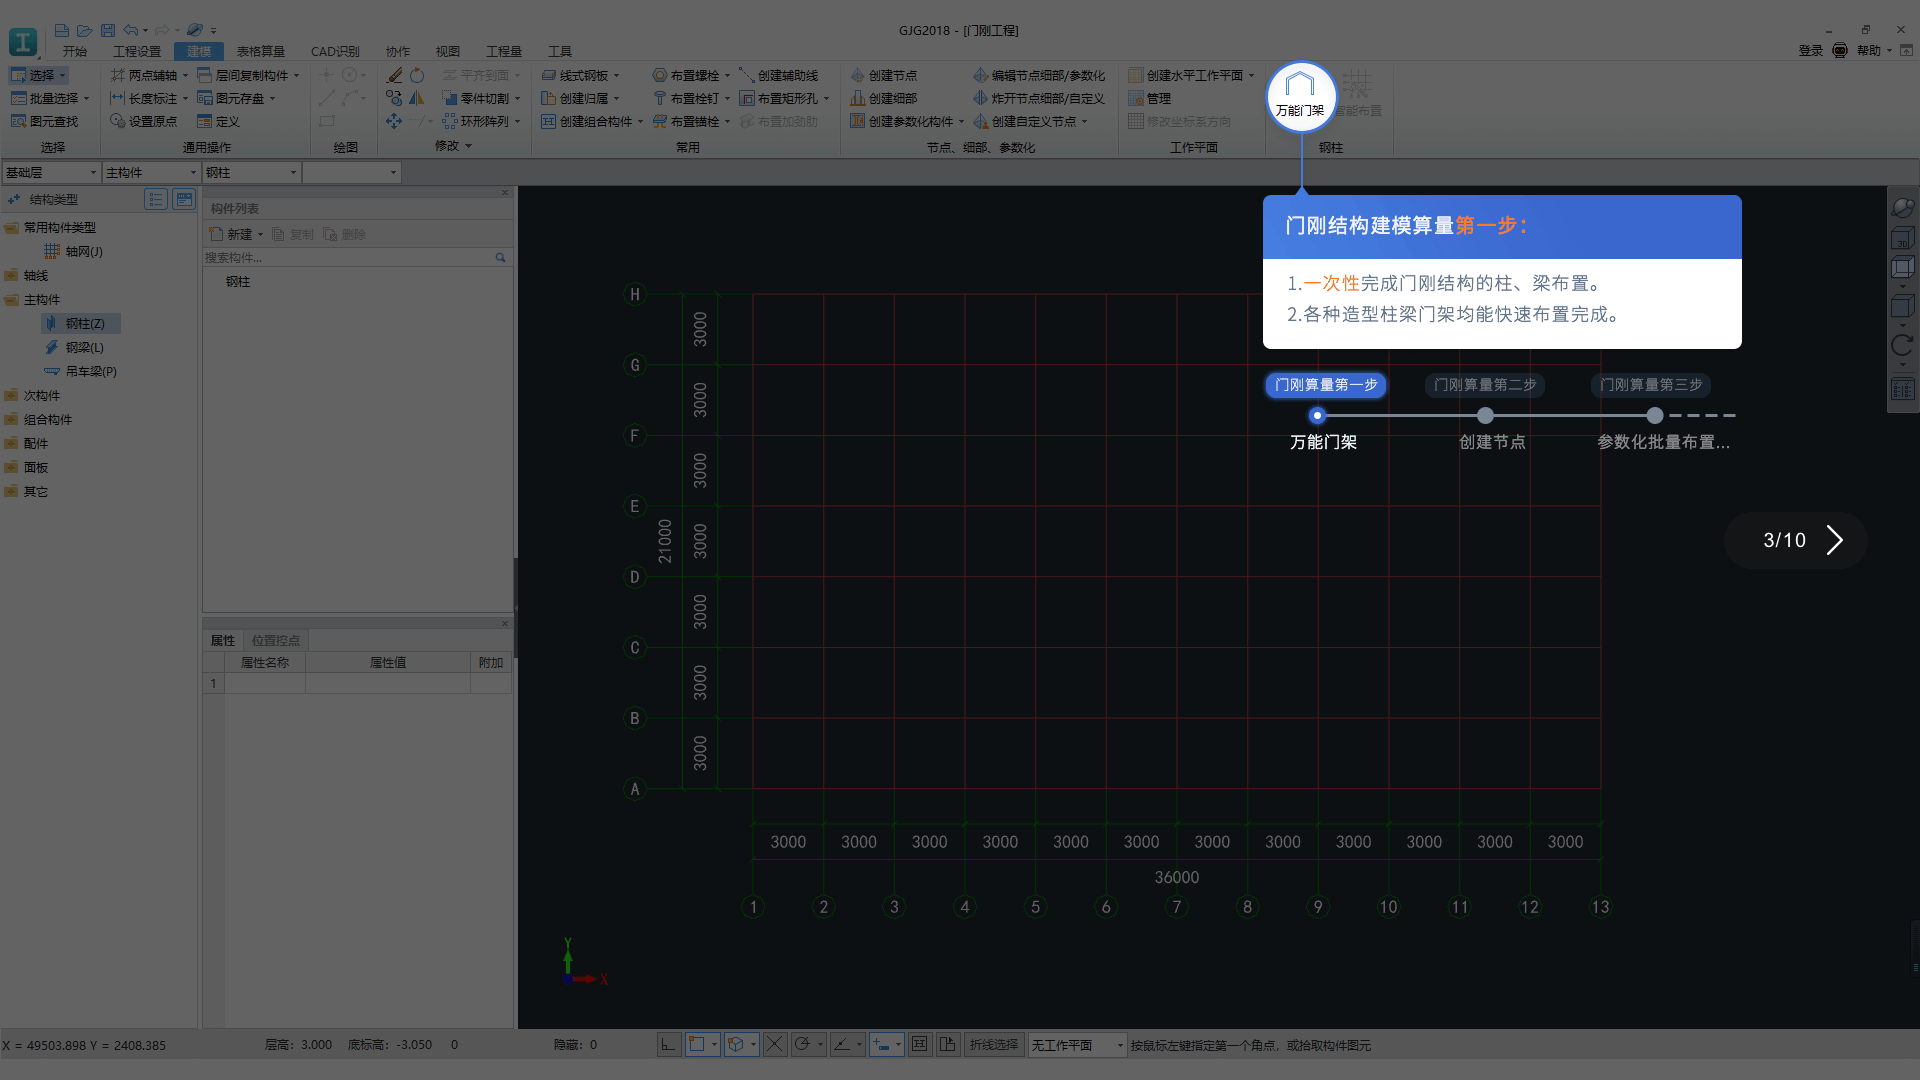 GJG2018 - [门刚工程]
开始 工程设置 建模 表格算量 CAD识别 协作 视图 工程量 工具
登录 帮助
选择 两点辅轴 层间复制构件 平齐到面 线式钢板 布置螺栓 创建辅助线 创建节点 编辑节点细部/参数化 创建水平工作平面
批量选择 长度标注 图元存盘 零件切割 创建归属 布置栓钉 布置矩形孔 创建细部 炸开节点细部/自定义 管理 万能门架 智能布置
图元查找 设置原点 定义 环形阵列 创建组合构件 布置锚栓 布置加劲肋 创建参数化构件 创建自定义节点 修改坐标系方向
选择 通用操作 绘图 修改 常用 节点、细部、参数化 工作平面 钢柱
基础层 主构件 钢柱
结构类型
常用构件类型
轴网(J)
轴线
主构件
钢柱(Z)
钢梁(L)
吊车梁(P)
次构件
组合构件
配件
面板
其它
构件列表
新建 复制 删除
搜索构件...
钢柱
属性 位置控点
属性名称 属性值 附加
1
门刚结构建模算量第一步：
1.一次性完成门刚结构的柱、梁布置。
2.各种造型柱梁门架均能快速布置完成。
门刚算量第一步 门刚算量第二步 门刚算量第三步
万能门架 创建节点 参数化批量布置...
3/10
3D
H
3000
G
3000
F
3000
E
21000
3000
D
3000
C
3000
B
3000
A
3000 3000 3000 3000 3000 3000 3000 3000 3000 3000 3000 3000
36000
1 2 3 4 5 6 7 8 9 10 11 12 13
Y
X
X = 49503.898 Y = 2408.385 层高: 3.000 底标高: -3.050 0 隐藏: 0 折线选择 无工作平面 按鼠标左键指定第一个角点，或拾取构件图元